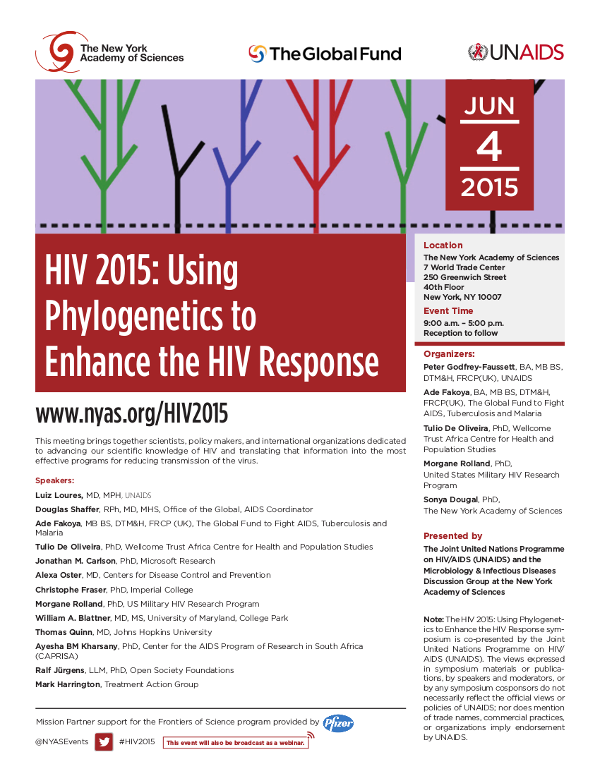 The New York
Academy of Sciences
The Global Fund
UNAIDS
JUN
4
2015
HIV 2015: Using
Phylogenetics to
Enhance the HIV Response
www.nyas.org/HIV2015
This meeting brings together scientists, policy makers, and international organizations dedicated
to advancing our scientific knowledge of HIV and translating that information into the most
effective programs for reducing transmission of the virus.
Speakers:
Luiz Loures, MD, MPH, UNAIDS
Douglas Shaffer, RPh, MD, MHS, Office of the Global, AIDS Coordinator
Ade Fakoya, MB BS, DTM&H, FRCP (UK), The Global Fund to Fight AIDS, Tuberculosis and
Malaria
Tulio De Oliveira, PhD, Wellcome Trust Africa Centre for Health and Population Studies
Jonathan M. Carlson, PhD, Microsoft Research
Alexa Oster, MD, Centers for Disease Control and Prevention
Christophe Fraser, PhD, Imperial College
Morgane Rolland, PhD, US Military HIV Research Program
William A. Blattner, MD, MS, University of Maryland, College Park
Thomas Quinn, MD, Johns Hopkins University
Ayesha BM Kharsany, PhD, Center for the AIDS Program of Research in South Africa
(CAPRISA)
Ralf Jürgens, LLM, PhD, Open Society Foundations
Mark Harrington, Treatment Action Group
Mission Partner support for the Frontiers of Science program provided by Pfizer
@NYASEvents #HIV2015 This event will also be broadcast as a webinar.
Location
The New York Academy of Sciences
7 World Trade Center
250 Greenwich Street
40th Floor
New York, NY 10007
Event Time
9:00 a.m. – 5:00 p.m.
Reception to follow
Organizers:
Peter Godfrey-Faussett, BA, MB BS,
DTM&H, FRCP(UK), UNAIDS
Ade Fakoya, BA, MB BS, DTM&H,
FRCP(UK), The Global Fund to Fight
AIDS, Tuberculosis and Malaria
Tulio De Oliveira, PhD, Wellcome
Trust Africa Centre for Health and
Population Studies
Morgane Rolland, PhD,
United States Military HIV Research
Program
Sonya Dougal, PhD,
The New York Academy of Sciences
Presented by
The Joint United Nations Programme
on HIV/AIDS (UNAIDS) and the
Microbiology & Infectious Diseases
Discussion Group at the New York
Academy of Sciences
Note: The HIV 2015: Using Phylogenet-
ics to Enhance the HIV Response sym-
posium is co-presented by the Joint
United Nations Programme on HIV/
AIDS (UNAIDS). The views expressed
in symposium materials or publica-
tions, by speakers and moderators, or
by any symposium cosponsors do not
necessarily reflect the official views or
policies of UNAIDS; nor does mention
of trade names, commercial practices,
or organizations imply endorsement
by UNAIDS.